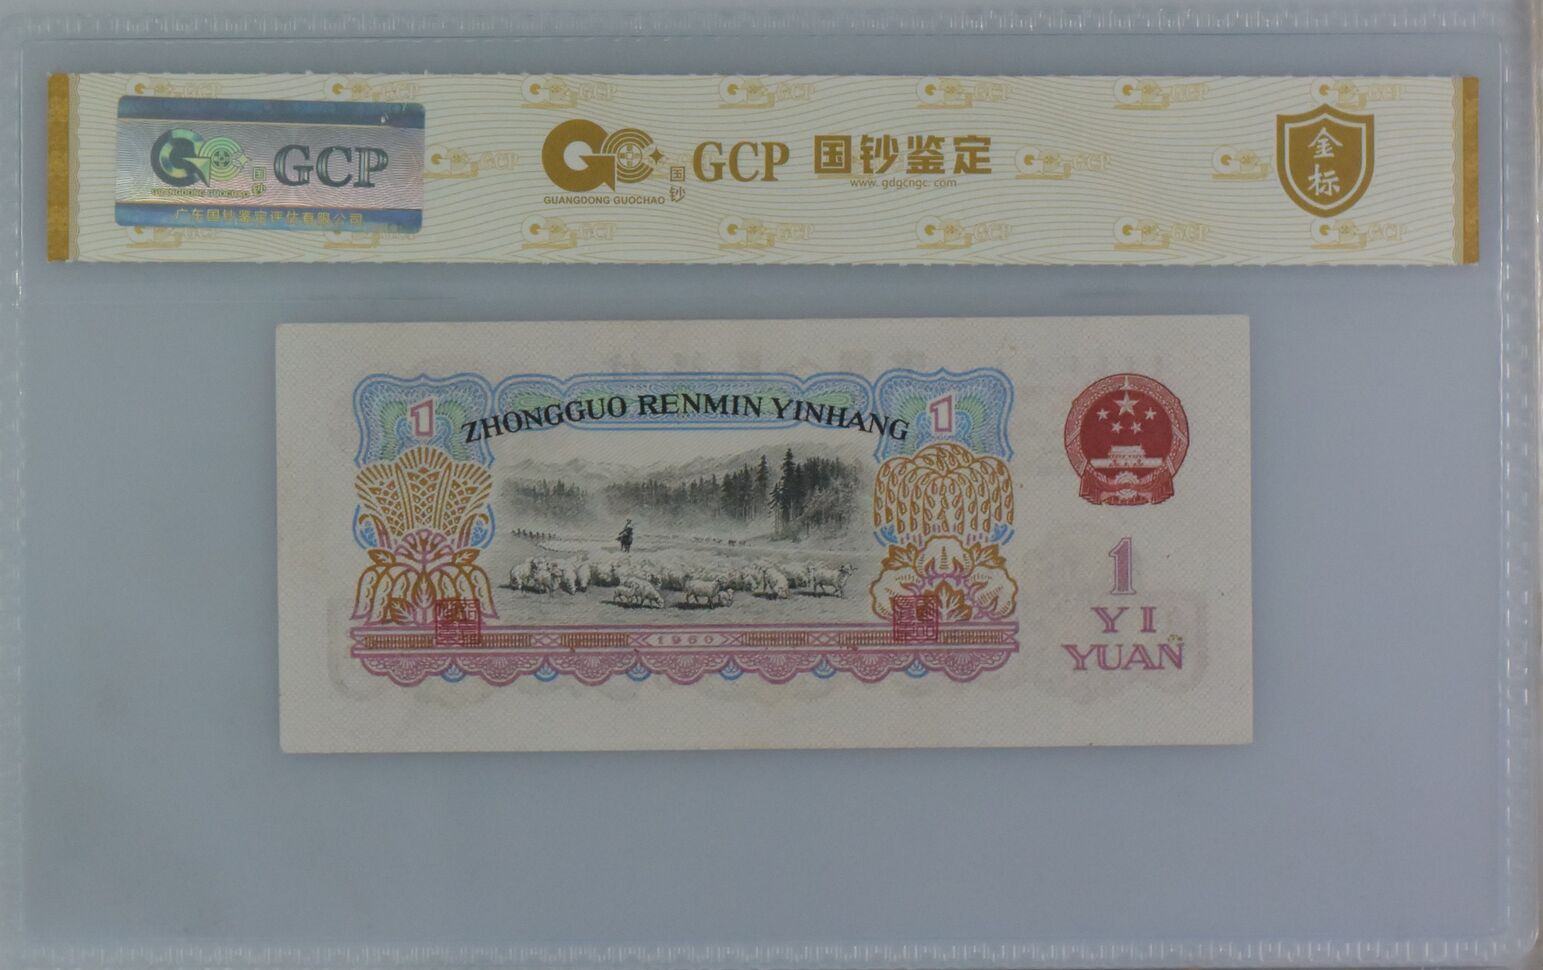 GCP
国钞
GUANGDONG GUOCHAO
广东国钞鉴定评估有限公司
国钞
GUANGDONG GUOCHAO
GCP 国钞鉴定
www.gdgcngc.com
金标
ZHONGGUO RENMIN YINHANG
1
1
1960
1
YI
YUAN